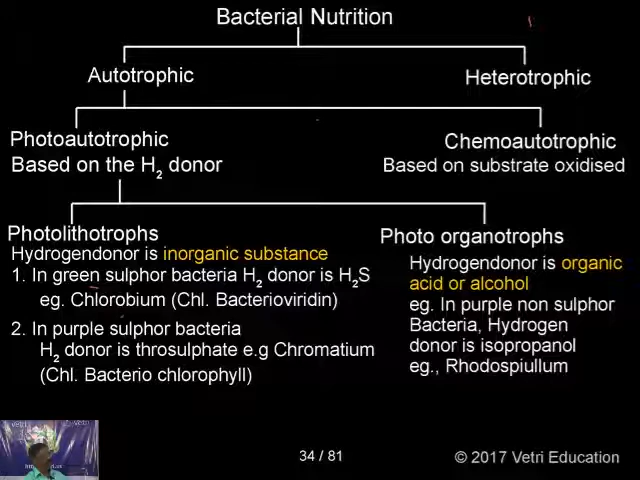 Bacterial Nutrition
Autotrophic
Heterotrophic
Photoautotrophic
Based on the H2 donor
Chemoautotrophic
Based on substrate oxidised
Photolithotrophs
Hydrogendonor is inorganic substance
1. In green sulphor bacteria H2 donor is H2S
eg. Chlorobium (Chl. Bacterioviridin)
2. In purple sulphor bacteria
H2 donor is throsulphate e.g Chromatium
(Chl. Bacterio chlorophyll)
Photo organotrophs
Hydrogendonor is organic
acid or alcohol
eg. In purple non sulphor
Bacteria, Hydrogen
donor is isopropanol
eg., Rhodospiullum
Vetri
Vetri
34 / 81
© 2017 Vetri Education